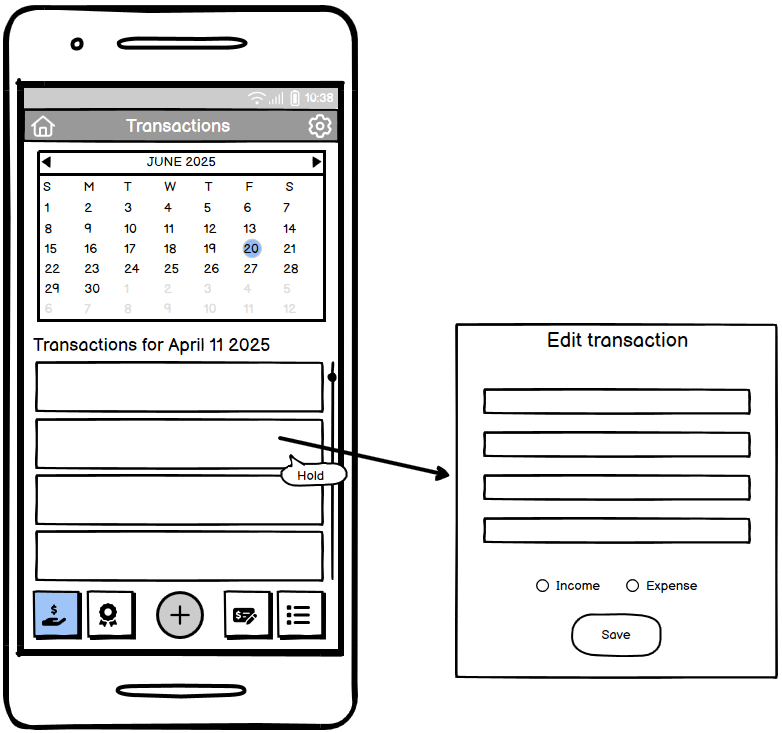 10:38
Transactions
JUNE 2025
S M T W T F S
1 2 3 4 5 6 7
8 9 10 11 12 13 14
15 16 17 18 19 20 21
22 23 24 25 26 27 28
29 30 1 2 3 4 5
6 7 8 9 10 11 12
Transactions for April 11 2025
Hold
$
$
Edit transaction
Income Expense
Save